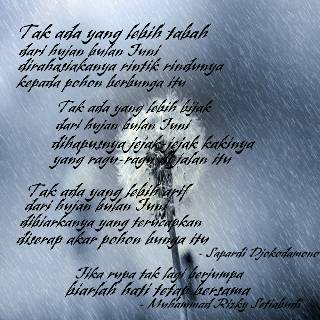 Tak ada yang lebih tabah
dari hujan bulan Juni
dirahasiakanya rintik rindunya
kepada pohon berbunga itu
Tak ada yang lebih bijak
dari hujan bulan Juni
dihapusnya jejak-jejak kakinya
yang ragu-ragu di jalan itu
Tak ada yang lebih arif
dari hujan bulan Juni
dibiarkanya yang terucapkan
diserap akar pohon bunga itu
- Sapardi Djokodamono
Jika rupa tak lagi berjumpa
biarlah hati tetap bersama
- Muhammad Rizky Setiabudi